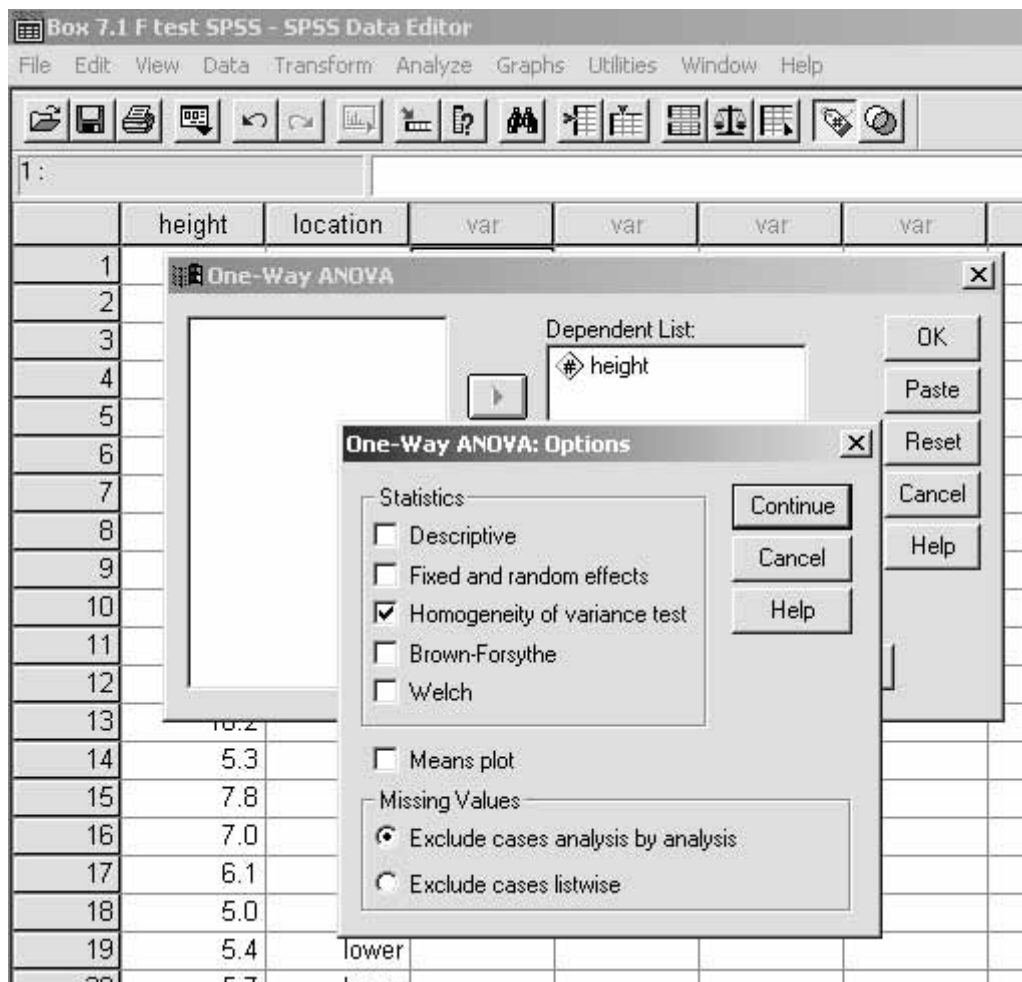 Box 7.1 F test SPSS - SPSS Data Editor
File Edit View Data Transform Analyze Graphs Utilities Window Help
1 :
height location var var var var
1
One-Way ANOVA
2
3
Dependent List:
OK
height
4
Paste
5
One-Way ANOVA: Options
Reset
6
7
Statistics
Continue
Cancel
8
Descriptive
Cancel
Help
9
Fixed and random effects
10
Homogeneity of variance test
Help
11
Brown-Forsythe
12
Welch
13
14 5.3
Means plot
15 7.8
Missing Values
16 7.0
Exclude cases analysis by analysis
17 6.1
Exclude cases listwise
18 5.0
19 5.4 lower